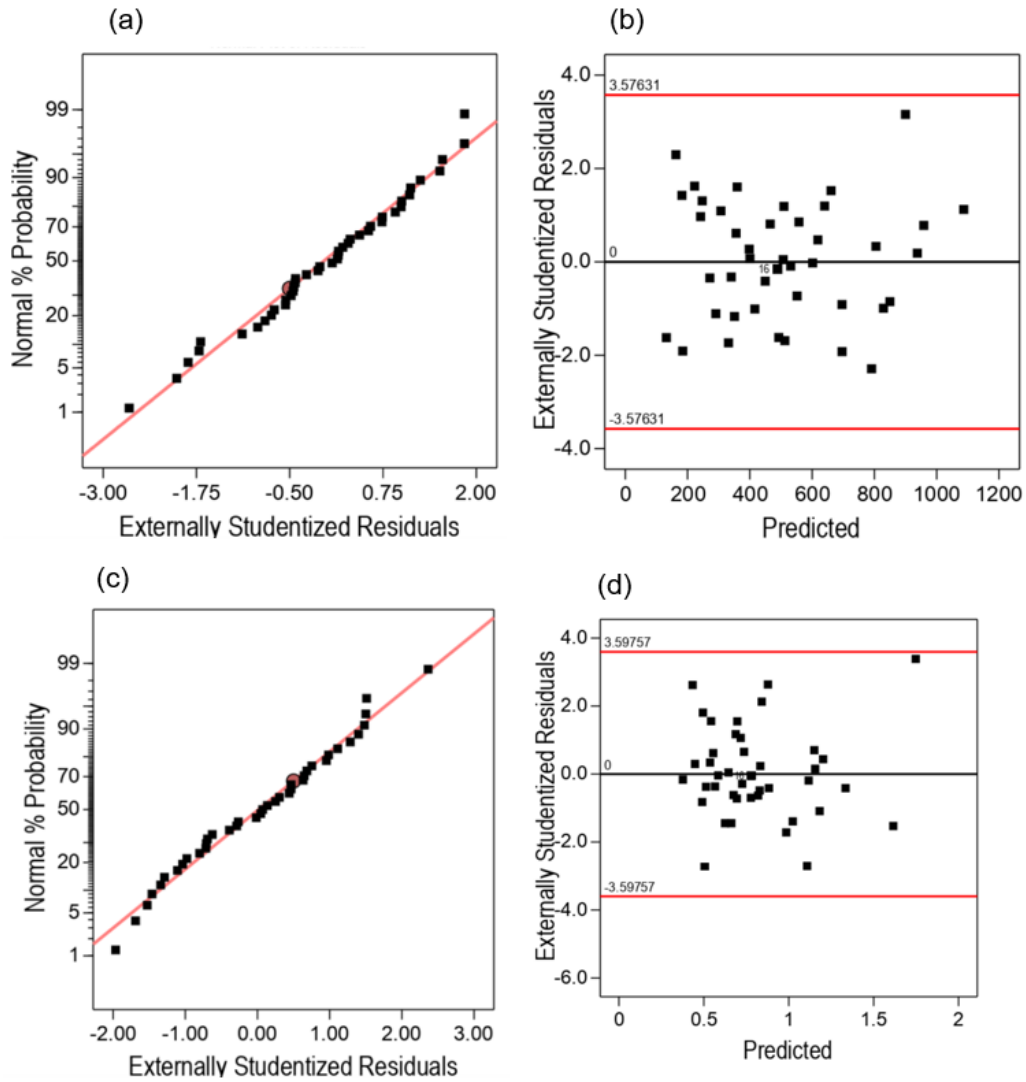 (a)
99
90
70
50
20
5
1
Normal % Probability
-3.00 -1.75 -0.50 0.75 2.00
Externally Studentized Residuals
(b)
4.0
2.0
0.0
-2.0
-4.0
Externally Studentized Residuals
3.57631
0
16
-3.57631
0 200 400 600 800 1000 1200
Predicted
(c)
99
90
70
50
20
5
1
Normal % Probability
-2.00 -1.00 0.00 1.00 2.00 3.00
Externally Studentized Residuals
(d)
4.0
2.0
0.0
-2.0
-4.0
-6.0
Externally Studentized Residuals
3.59757
0
-3.59757
0 0.5 1 1.5 2
Predicted